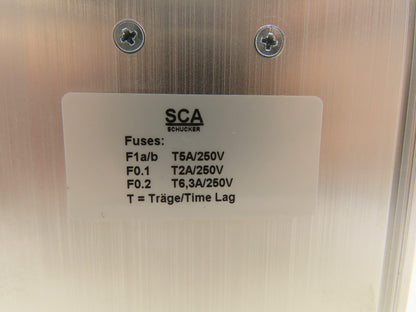 SCA
SCHUCKER
Fuses:
F1a/b T5A/250V
F0.1 T2A/250V
F0.2 T6,3A/250V
T = Träge/Time Lag